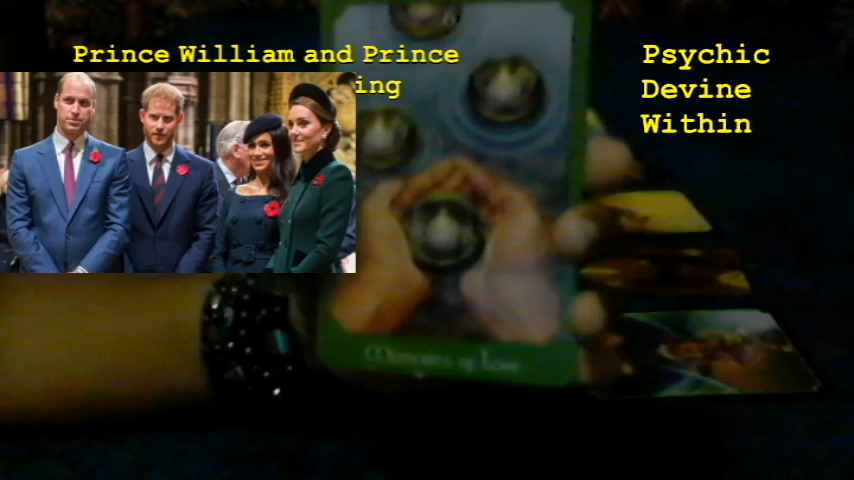 Prince William and Prince
ing
Psychic
Devine
Within